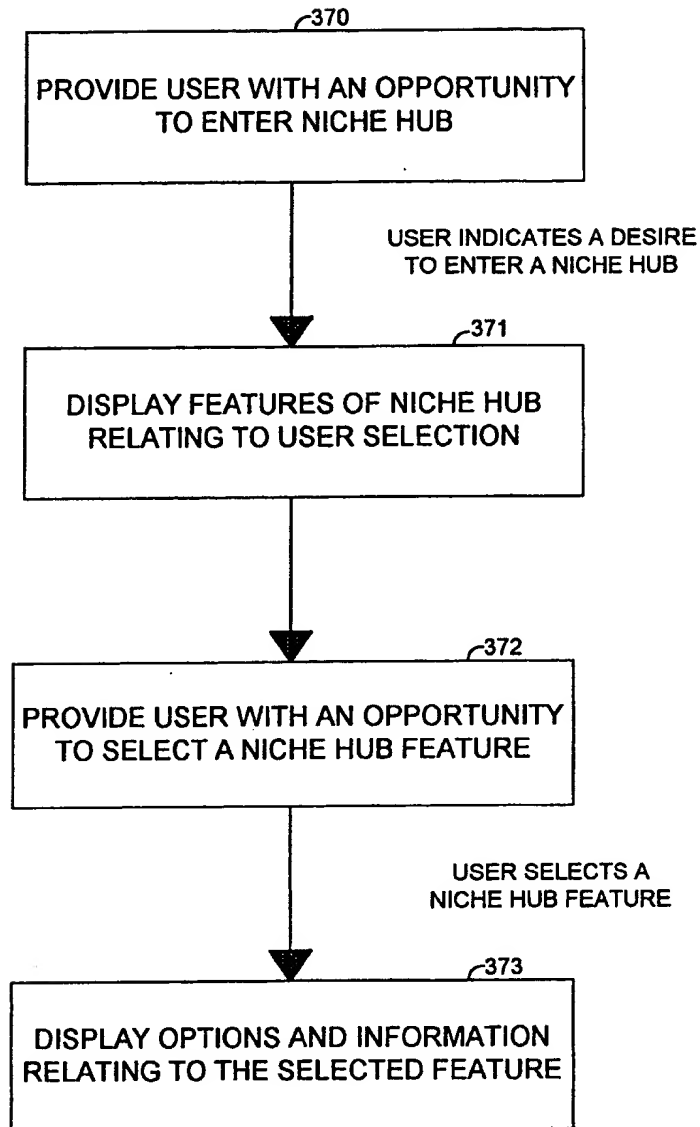 370
PROVIDE USER WITH AN OPPORTUNITY
TO ENTER NICHE HUB
USER INDICATES A DESIRE
TO ENTER A NICHE HUB
371
DISPLAY FEATURES OF NICHE HUB
RELATING TO USER SELECTION
372
PROVIDE USER WITH AN OPPORTUNITY
TO SELECT A NICHE HUB FEATURE
USER SELECTS A
NICHE HUB FEATURE
373
DISPLAY OPTIONS AND INFORMATION
RELATING TO THE SELECTED FEATURE